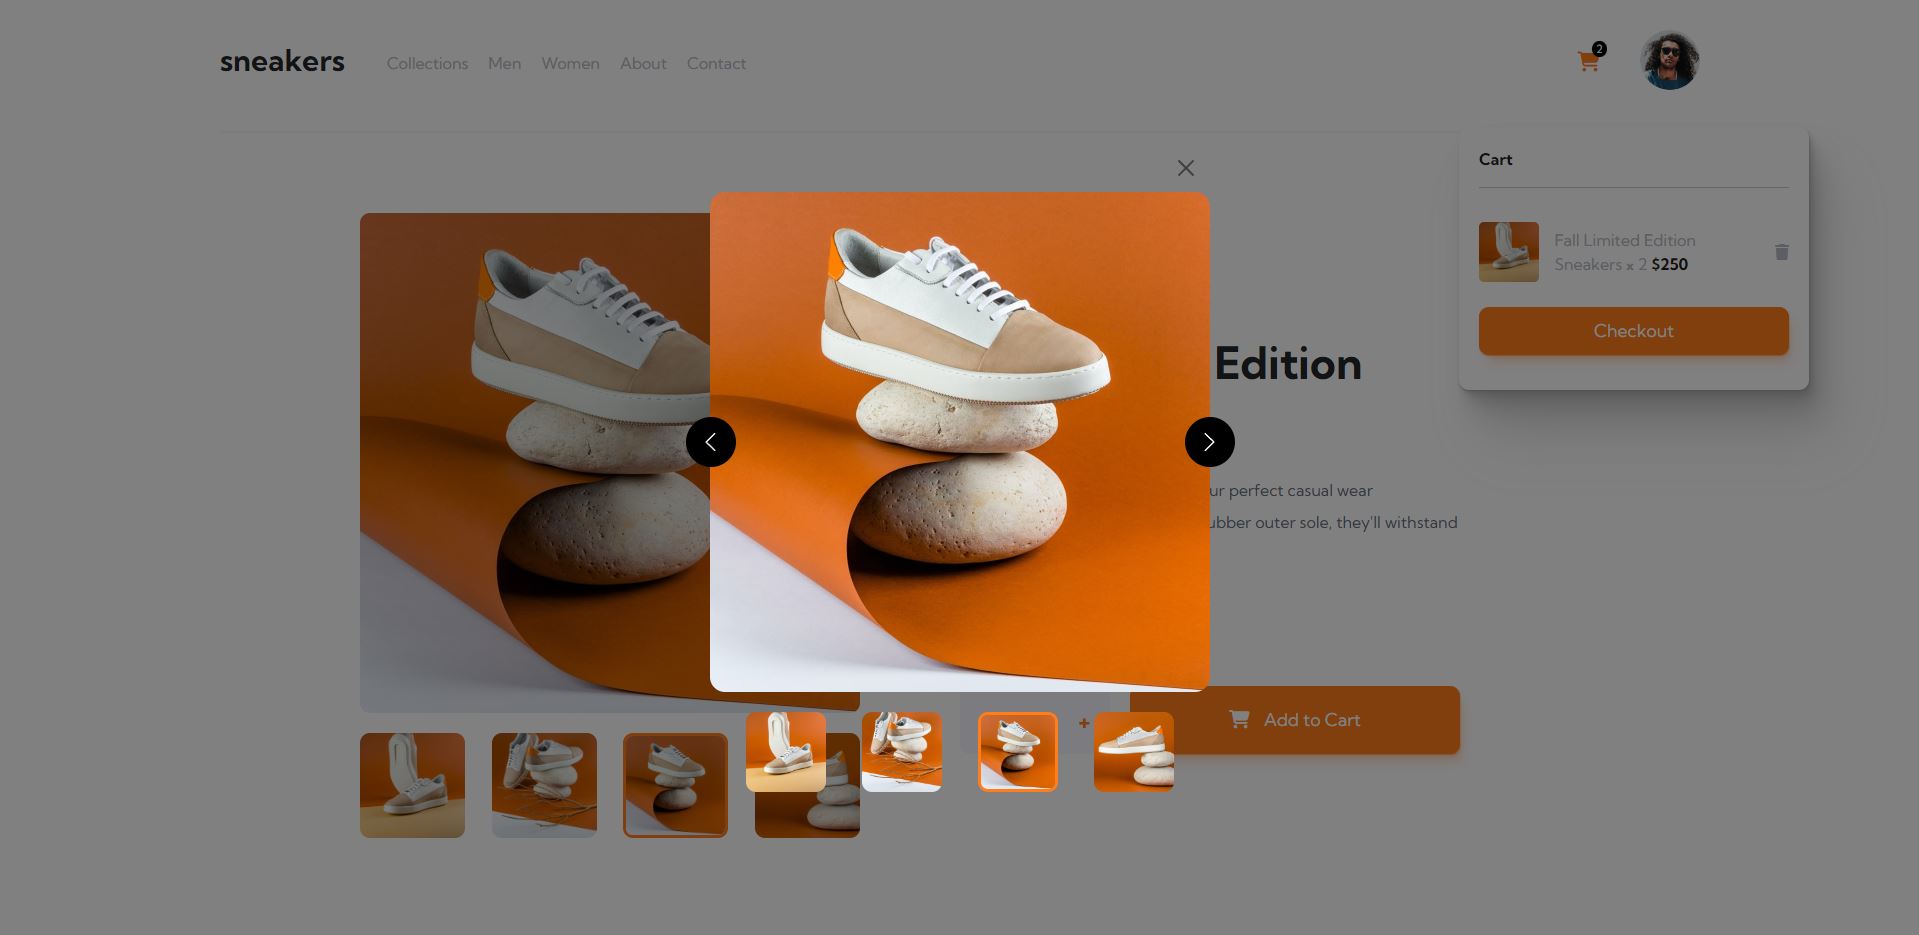 sneakers
Collections Men Women About Contact
2
Cart
Fall Limited Edition
Sneakers x 2 $250
Checkout
Edition
ur perfect casual wear
ubber outer sole, they'll withstand
+
Add to Cart